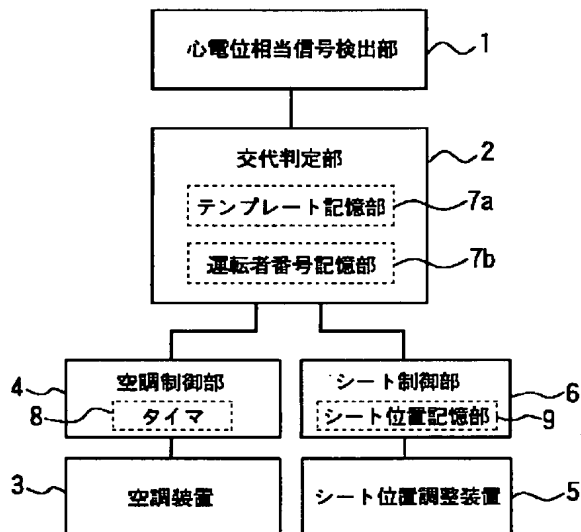 心電位相当信号検出部
1
交代判定部
2
テンプレート記憶部
7a
運転者番号記憶部
7b
4
空調制御部
8
タイマ
シート制御部
6
シート位置記憶部
9
3
空調装置
シート位置調整装置
5